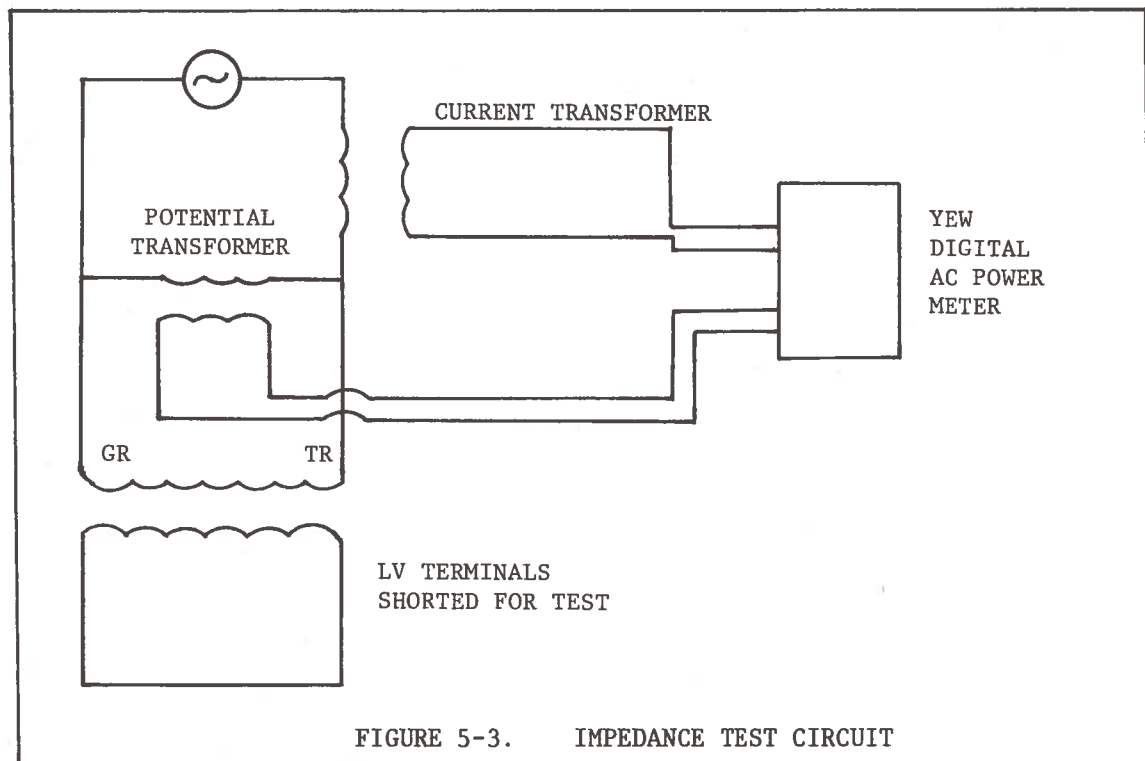 CURRENT TRANSFORMER
POTENTIAL
TRANSFORMER
YEW
DIGITAL
AC POWER
METER
GR TR
LV TERMINALS
SHORTED FOR TEST
FIGURE 5-3. IMPEDANCE TEST CIRCUIT